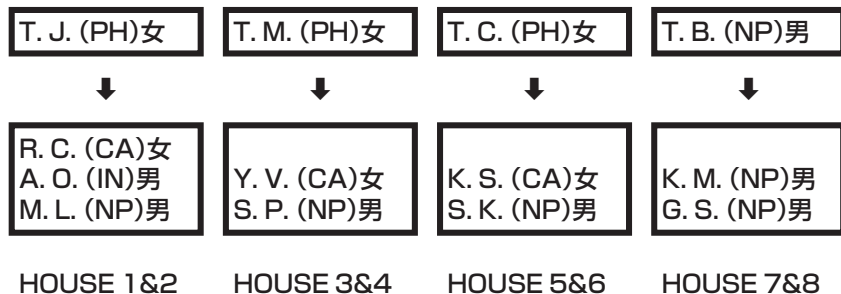 T. J. (PH)女
T. M. (PH)女
T. C. (PH)女
T. B. (NP)男
R. C. (CA)女
A. O. (IN)男
M. L. (NP)男
Y. V. (CA)女
S. P. (NP)男
K. S. (CA)女
S. K. (NP)男
K. M. (NP)男
G. S. (NP)男
HOUSE 1&2
HOUSE 3&4
HOUSE 5&6
HOUSE 7&8